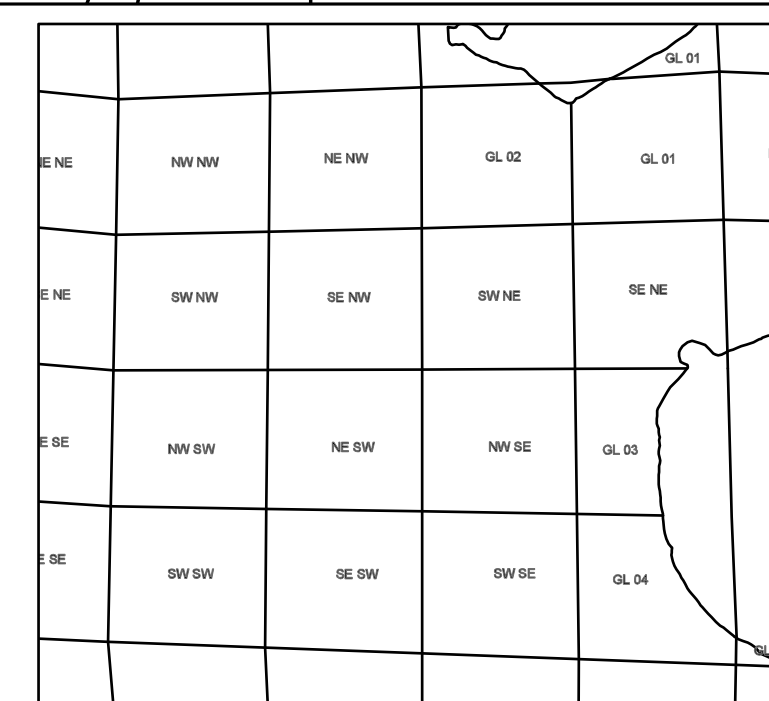 GL 01
NE NW NW NE NW GL 02 GL 01
E NE SW NW SE NW SW NE SE NE
E SE NW SW NE SW NW SE GL 03
E SE SW SW SE SW SW SE GL 04
GL